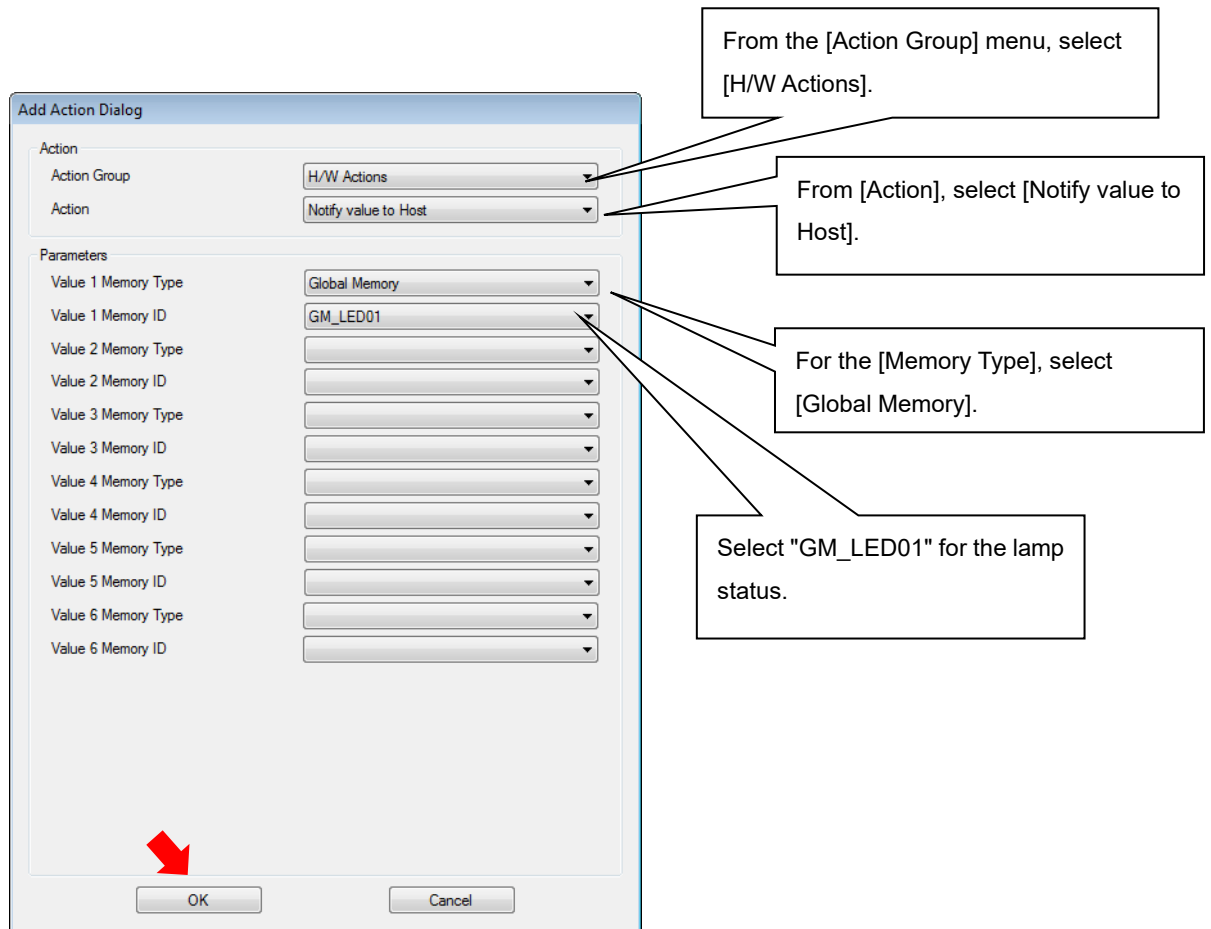 From the [Action Group] menu, select
[H/W Actions].
Add Action Dialog
Action
Action Group
H/W Actions
Action
Notify value to Host
From [Action], select [Notify value to
Host].
Parameters
Value 1 Memory Type
Global Memory
Value 1 Memory ID
GM_LED01
Value 2 Memory Type
Value 2 Memory ID
Value 3 Memory Type
Value 3 Memory ID
Value 4 Memory Type
Value 4 Memory ID
Value 5 Memory Type
Value 5 Memory ID
Value 6 Memory Type
Value 6 Memory ID
For the [Memory Type], select
[Global Memory].
Select "GM_LED01" for the lamp
status.
OK
Cancel